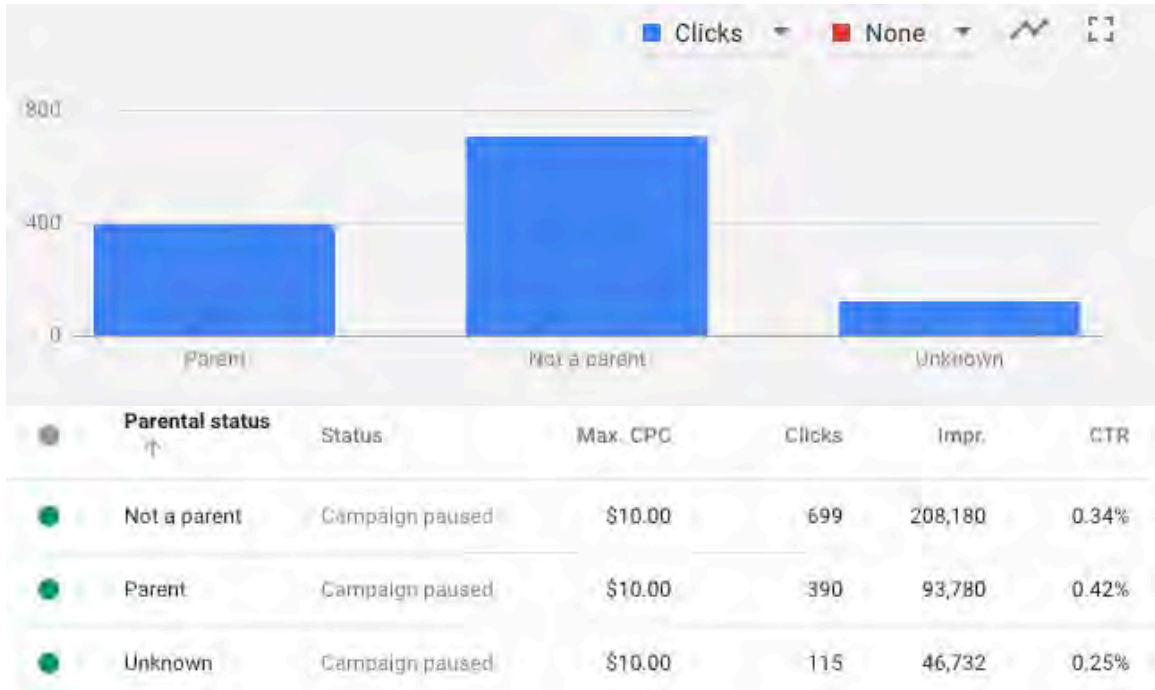 Clicks None
800
400
0
Parent Not a parent Unknown
Parental status Status Max. CPC Clicks Impr. CTR
Not a parent Campaign paused $10.00 699 208,180 0.34%
Parent Campaign paused $10.00 390 93,780 0.42%
Unknown Campaign paused $10.00 115 46,732 0.25%